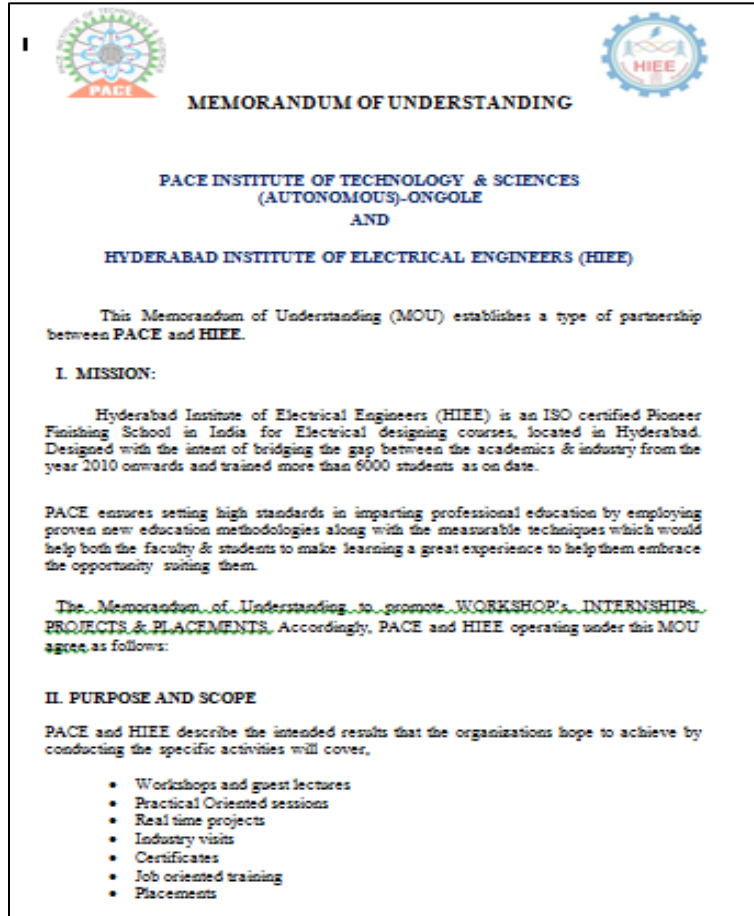 PACE INSTITUTE OF TECHNOLOGY & SCIENCES
PACE
HIEE
MEMORANDUM OF UNDERSTANDING
PACE INSTITUTE OF TECHNOLOGY & SCIENCES
(AUTONOMOUS)-ONGOLE
AND
HYDERABAD INSTITUTE OF ELECTRICAL ENGINEERS (HIEE)
This Memorandum of Understanding (MOU) establishes a type of partnership
between PACE and HIEE.
I. MISSION:
Hyderabad Institute of Electrical Engineers (HIEE) is an ISO certified Pioneer
Finishing School in India for Electrical designing courses, located in Hyderabad.
Designed with the intent of bridging the gap between the academics & industry from the
year 2010 onwards and trained more than 6000 students as on date.
PACE ensures setting high standards in imparting professional education by employing
proven new education methodologies along with the measurable techniques which would
help both the faculty & students to make learning a great experience to help them embrace
the opportunity suiting them.
The Memorandum of Understanding to promote WORKSHOP's, INTERNSHIPS,
PROJECTS & PLACEMENTS. Accordingly, PACE and HIEE operating under this MOU
agree as follows:
II. PURPOSE AND SCOPE
PACE and HIEE describe the intended results that the organizations hope to achieve by
conducting the specific activities will cover,
• Workshops and guest lectures
• Practical Oriented sessions
• Real time projects
• Industry visits
• Certificates
• Job oriented training
• Placements